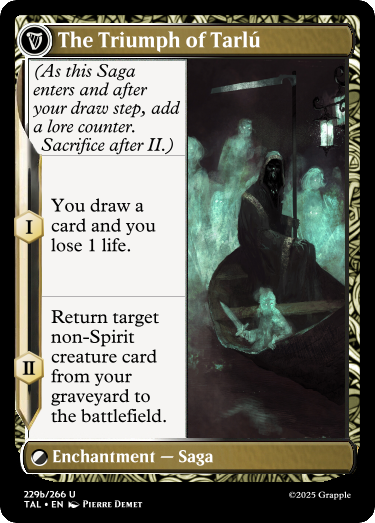 The Triumph of Tarlú
(As this Saga
enters and after
your draw step, add
a lore counter.
Sacrifice after II.)
I
You draw a
card and you
lose 1 life.
II
Return target
non-Spirit
creature card
from your
graveyard to
the battlefield.
Enchantment — Saga
229b/266 U
TAL • EN Pierre Demet
©2025 Grapple